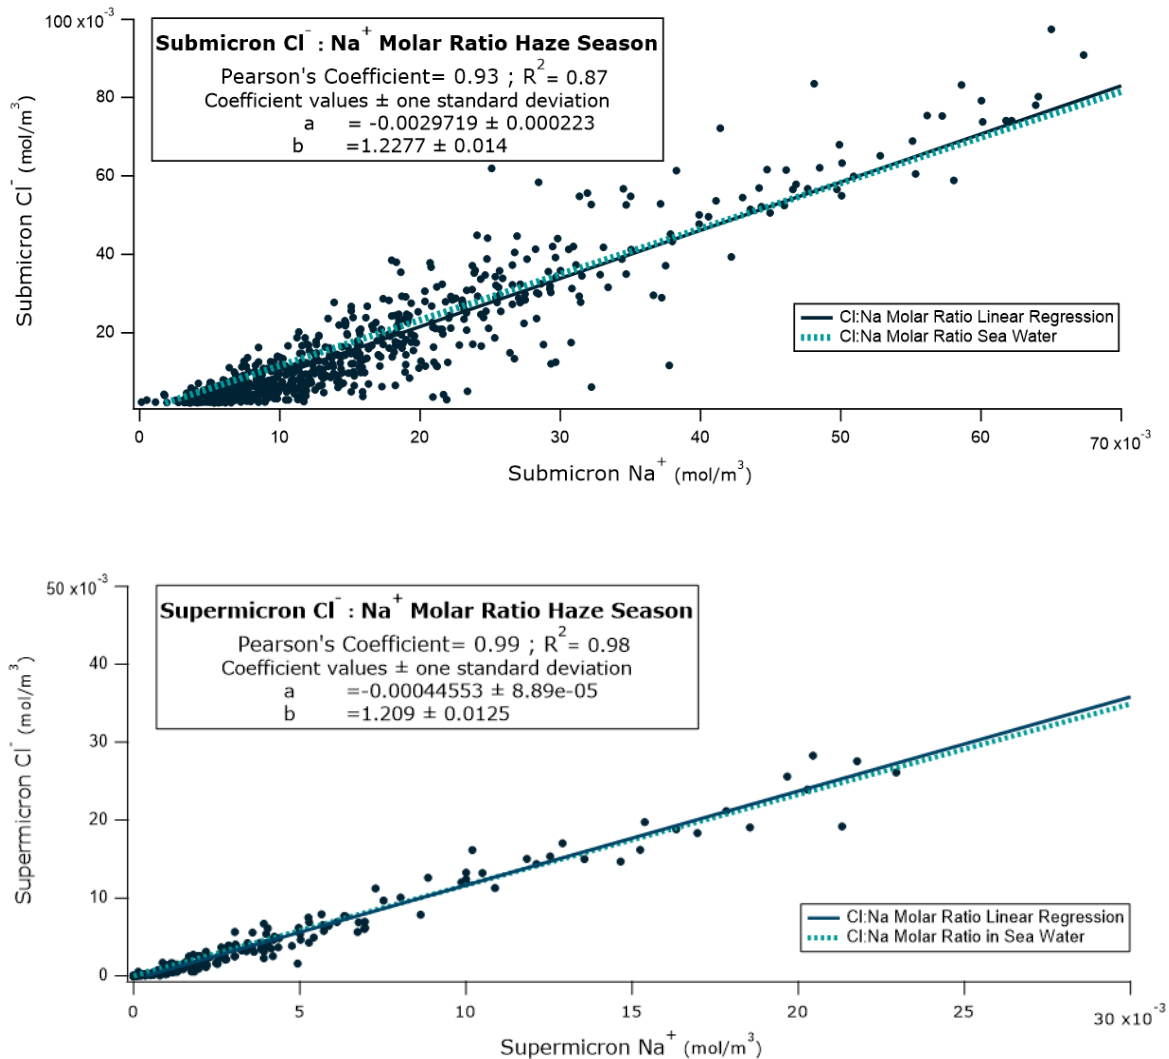 100 x10⁻³
80
60
40
20
Submicron Cl⁻ (mol/m³)
Submicron Cl⁻ : Na⁺ Molar Ratio Haze Season
Pearson's Coefficient= 0.93 ; R²= 0.87
Coefficient values ± one standard deviation
a = -0.0029719 ± 0.000223
b =1.2277 ± 0.014
Cl:Na Molar Ratio Linear Regression
Cl:Na Molar Ratio Sea Water
0 10 20 30 40 50 60 70 x10⁻³
Submicron Na⁺ (mol/m³)
50 x10⁻³
40
30
20
10
0
Supermicron Cl⁻ (mol/m³)
Supermicron Cl⁻ : Na⁺ Molar Ratio Haze Season
Pearson's Coefficient= 0.99 ; R²= 0.98
Coefficient values ± one standard deviation
a =-0.00044553 ± 8.89e-05
b =1.209 ± 0.0125
Cl:Na Molar Ratio Linear Regression
Cl:Na Molar Ratio in Sea Water
0 5 10 15 20 25 30 x10⁻³
Supermicron Na⁺ (mol/m³)